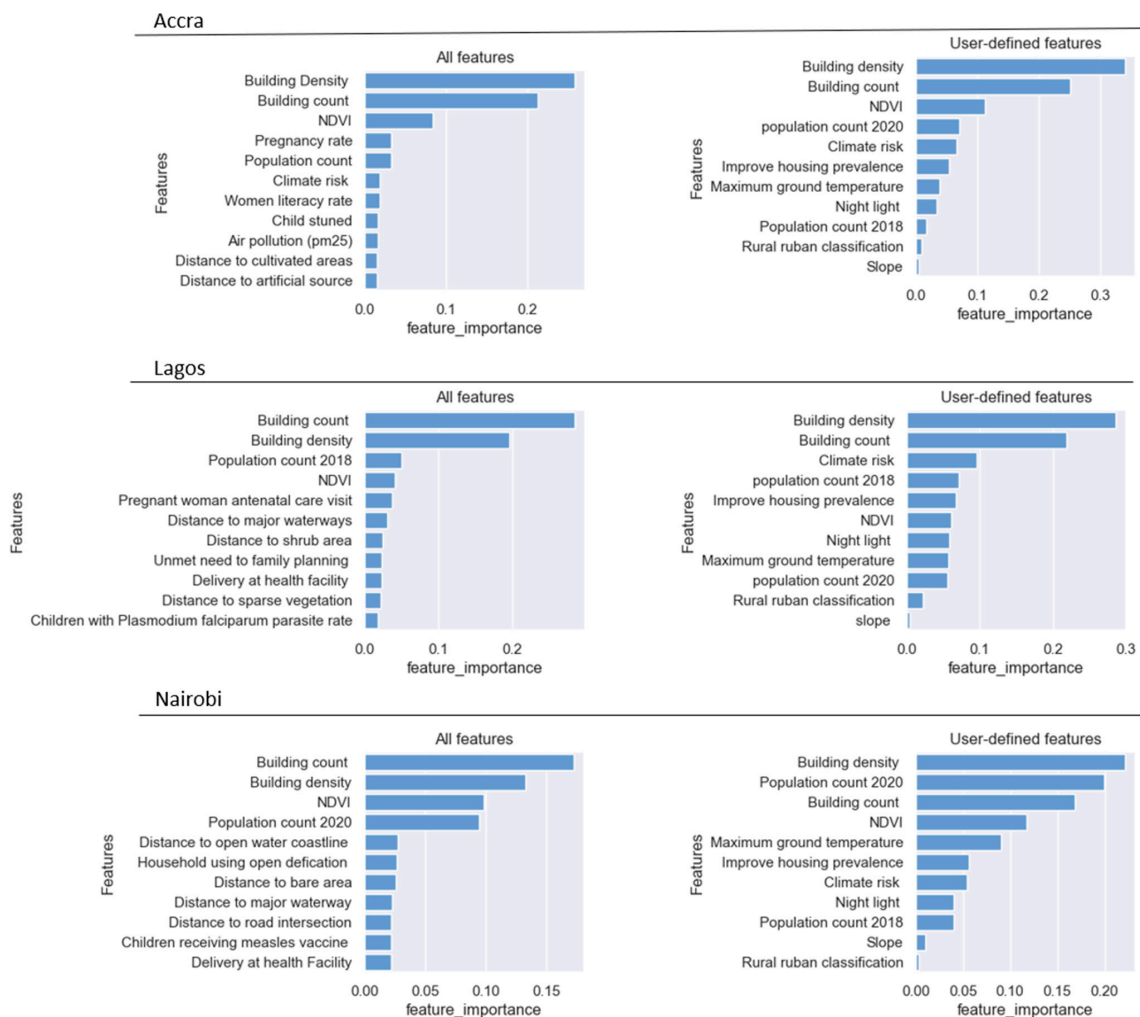 Accra
All features
Building Density
Building count
NDVI
Pregnancy rate
Population count
Climate risk
Women literacy rate
Child stuned
Air pollution (pm25)
Distance to cultivated areas
Distance to artificial source
Features
0.0 0.1 0.2
feature_importance
User-defined features
Building density
Building count
NDVI
population count 2020
Climate risk
Improve housing prevalence
Maximum ground temperature
Night light
Population count 2018
Rural ruban classification
Slope
Features
0.0 0.1 0.2 0.3
feature_importance
Lagos
All features
Building count
Building density
Population count 2018
NDVI
Pregnant woman antenatal care visit
Distance to major waterways
Distance to shrub area
Unmet need to family planning
Delivery at health facility
Distance to sparse vegetation
Children with Plasmodium falciparum parasite rate
Features
0.0 0.1 0.2
feature_importance
User-defined features
Building density
Building count
Climate risk
population count 2018
Improve housing prevalence
NDVI
Night light
Maximum ground temperature
population count 2020
Rural ruban classification
slope
Features
0.0 0.1 0.2 0.3
feature_importance
Nairobi
All features
Building count
Building density
NDVI
Population count 2020
Distance to open water coastline
Household using open defication
Distance to bare area
Distance to major waterway
Distance to road intersection
Children receiving measles vaccine
Delivery at health Facility
Features
0.00 0.05 0.10 0.15
feature_importance
User-defined features
Building density
Population count 2020
Building count
NDVI
Maximum ground temperature
Improve housing prevalence
Climate risk
Night light
Population count 2018
Slope
Rural ruban classification
Features
0.00 0.05 0.10 0.15 0.20
feature_importance